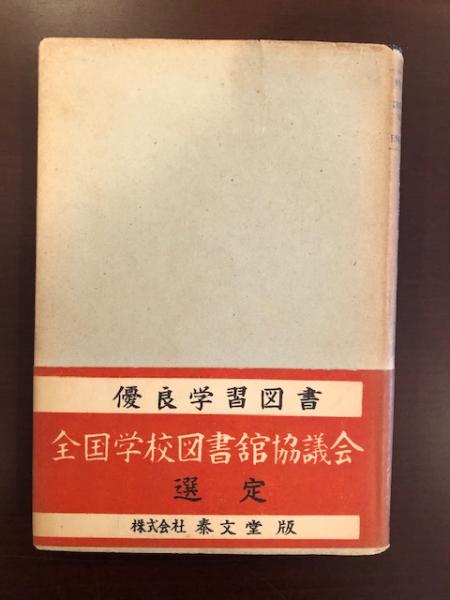 優良学習図書
全国学校図書舘協議会
選定
株式会社 泰文堂 版